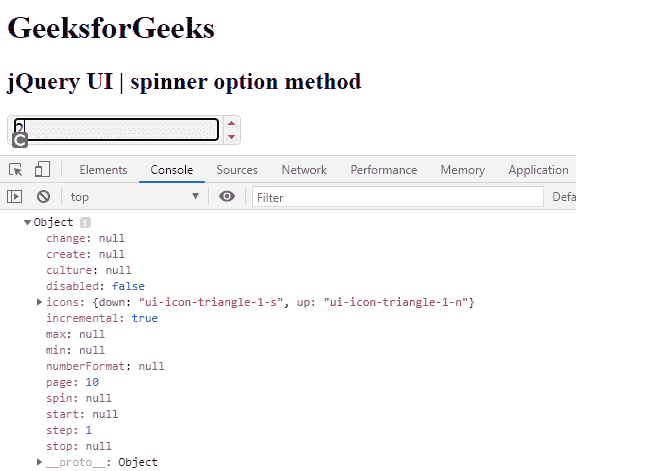 GeeksforGeeks
jQuery UI | spinner option method
2
C
Elements Console Sources Network Performance Memory Application
top ▼ Filter Defa
▼Object i
change: null
create: null
culture: null
disabled: false
▶icons: {down: "ui-icon-triangle-1-s", up: "ui-icon-triangle-1-n"}
incremental: true
max: null
min: null
numberFormat: null
page: 10
spin: null
start: null
step: 1
stop: null
▶__proto__: Object